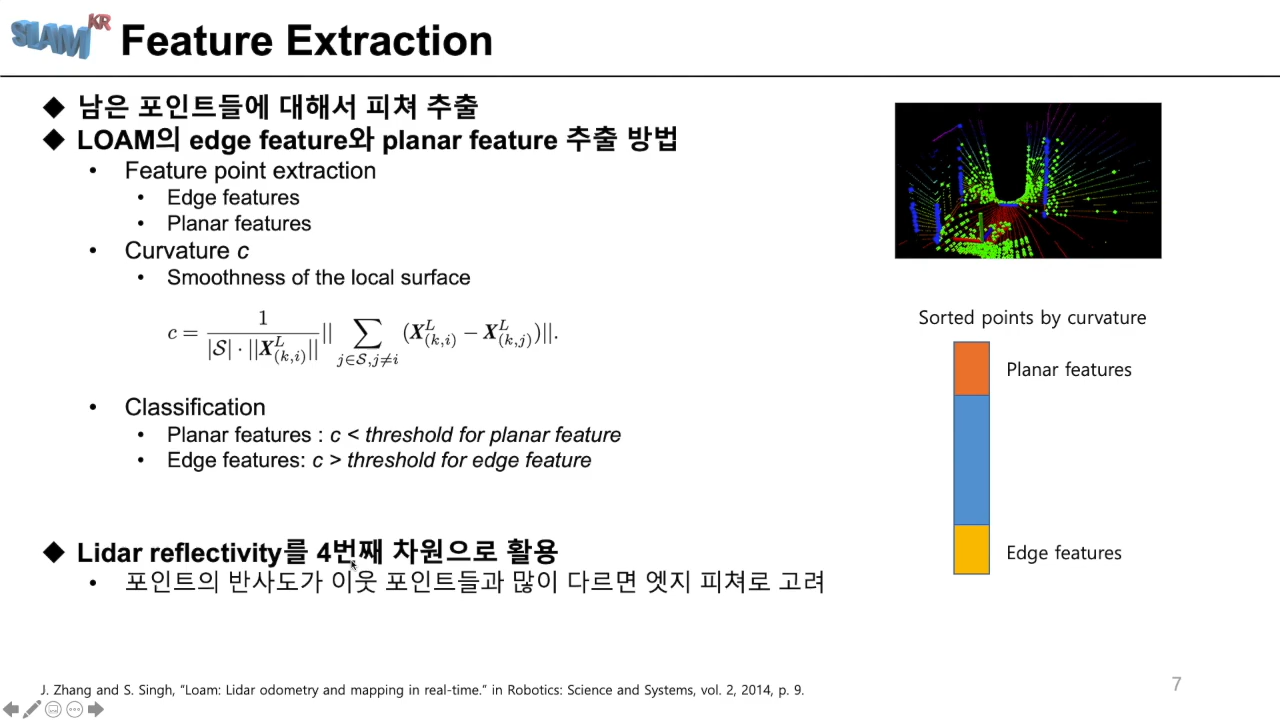 SLAM KR
Feature Extraction
◆ 남은 포인트들에 대해서 피쳐 추출
◆ LOAM의 edge feature와 planar feature 추출 방법
• Feature point extraction
• Edge features
• Planar features
• Curvature c
• Smoothness of the local surface
c = \frac{1}{|\mathcal{S}| \cdot ||X^L_{(k,i)}||} || \sum_{j \in \mathcal{S}, j \neq i} (X^L_{(k,i)} - X^L_{(k,j)}) ||.
• Classification
• Planar features : c < threshold for planar feature
• Edge features: c > threshold for edge feature
◆ Lidar reflectivity를 4번째 차원으로 활용
• 포인트의 반사도가 이웃 포인트들과 많이 다르면 엣지 피쳐로 고려
Sorted points by curvature
Planar features
Edge features
J. Zhang and S. Singh, “Loam: Lidar odometry and mapping in real-time.” in Robotics: Science and Systems, vol. 2, 2014, p. 9.
7